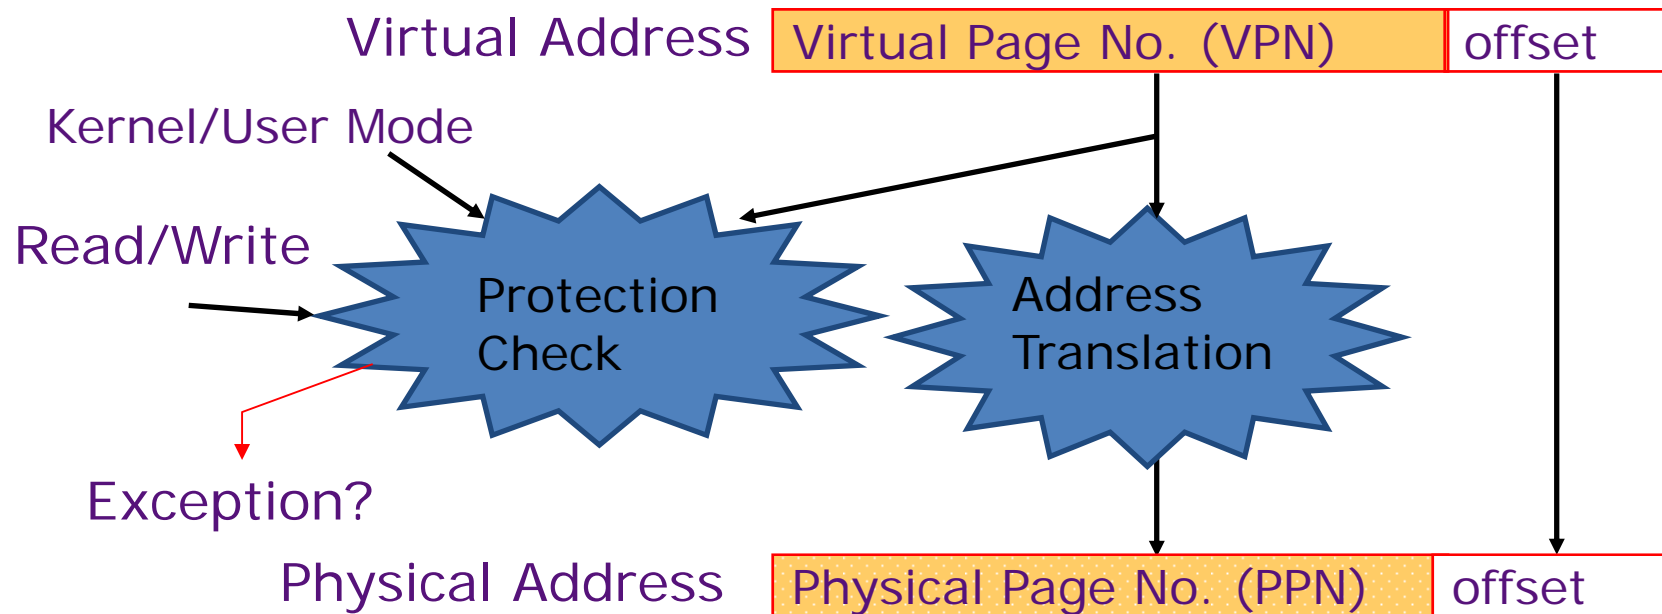 Virtual Address
Virtual Page No. (VPN)
offset
Kernel/User Mode
Read/Write
Protection
Check
Address
Translation
Exception?
Physical Address
Physical Page No. (PPN)
offset